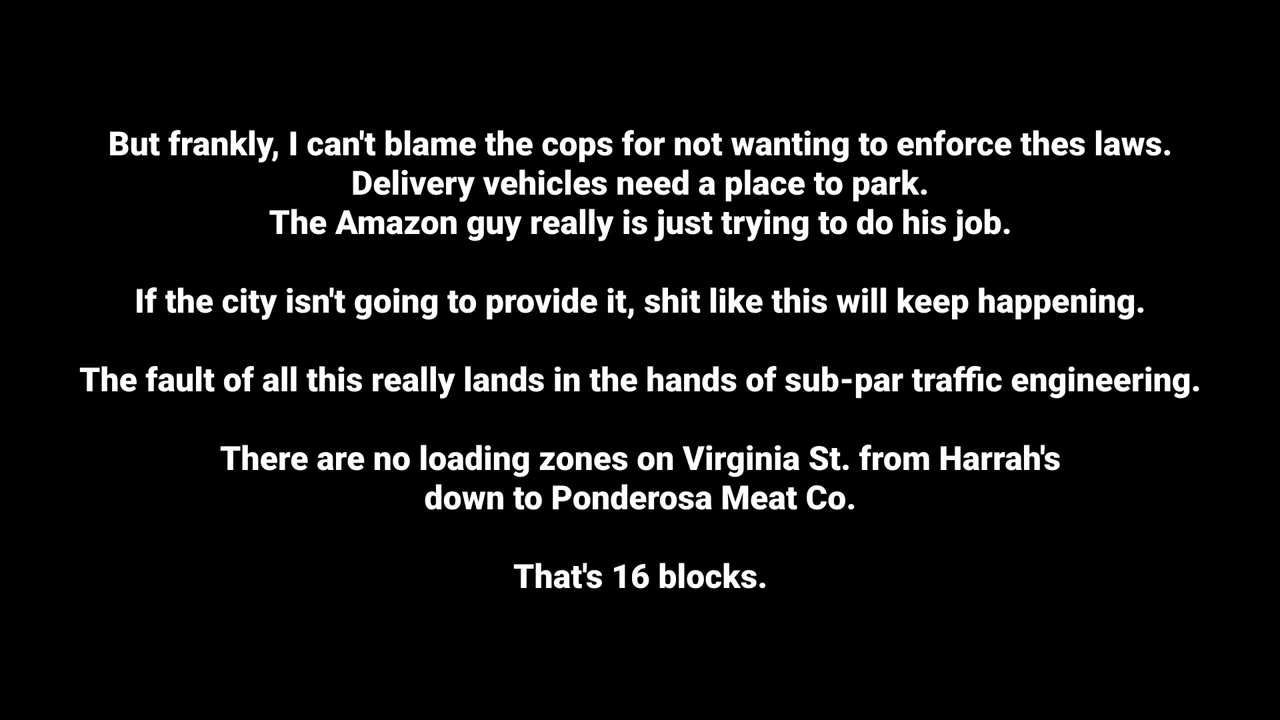 But frankly, I can't blame the cops for not wanting to enforce thes laws.
Delivery vehicles need a place to park.
The Amazon guy really is just trying to do his job.
If the city isn't going to provide it, shit like this will keep happening.
The fault of all this really lands in the hands of sub-par traffic engineering.
There are no loading zones on Virginia St. from Harrah's
down to Ponderosa Meat Co.
That's 16 blocks.